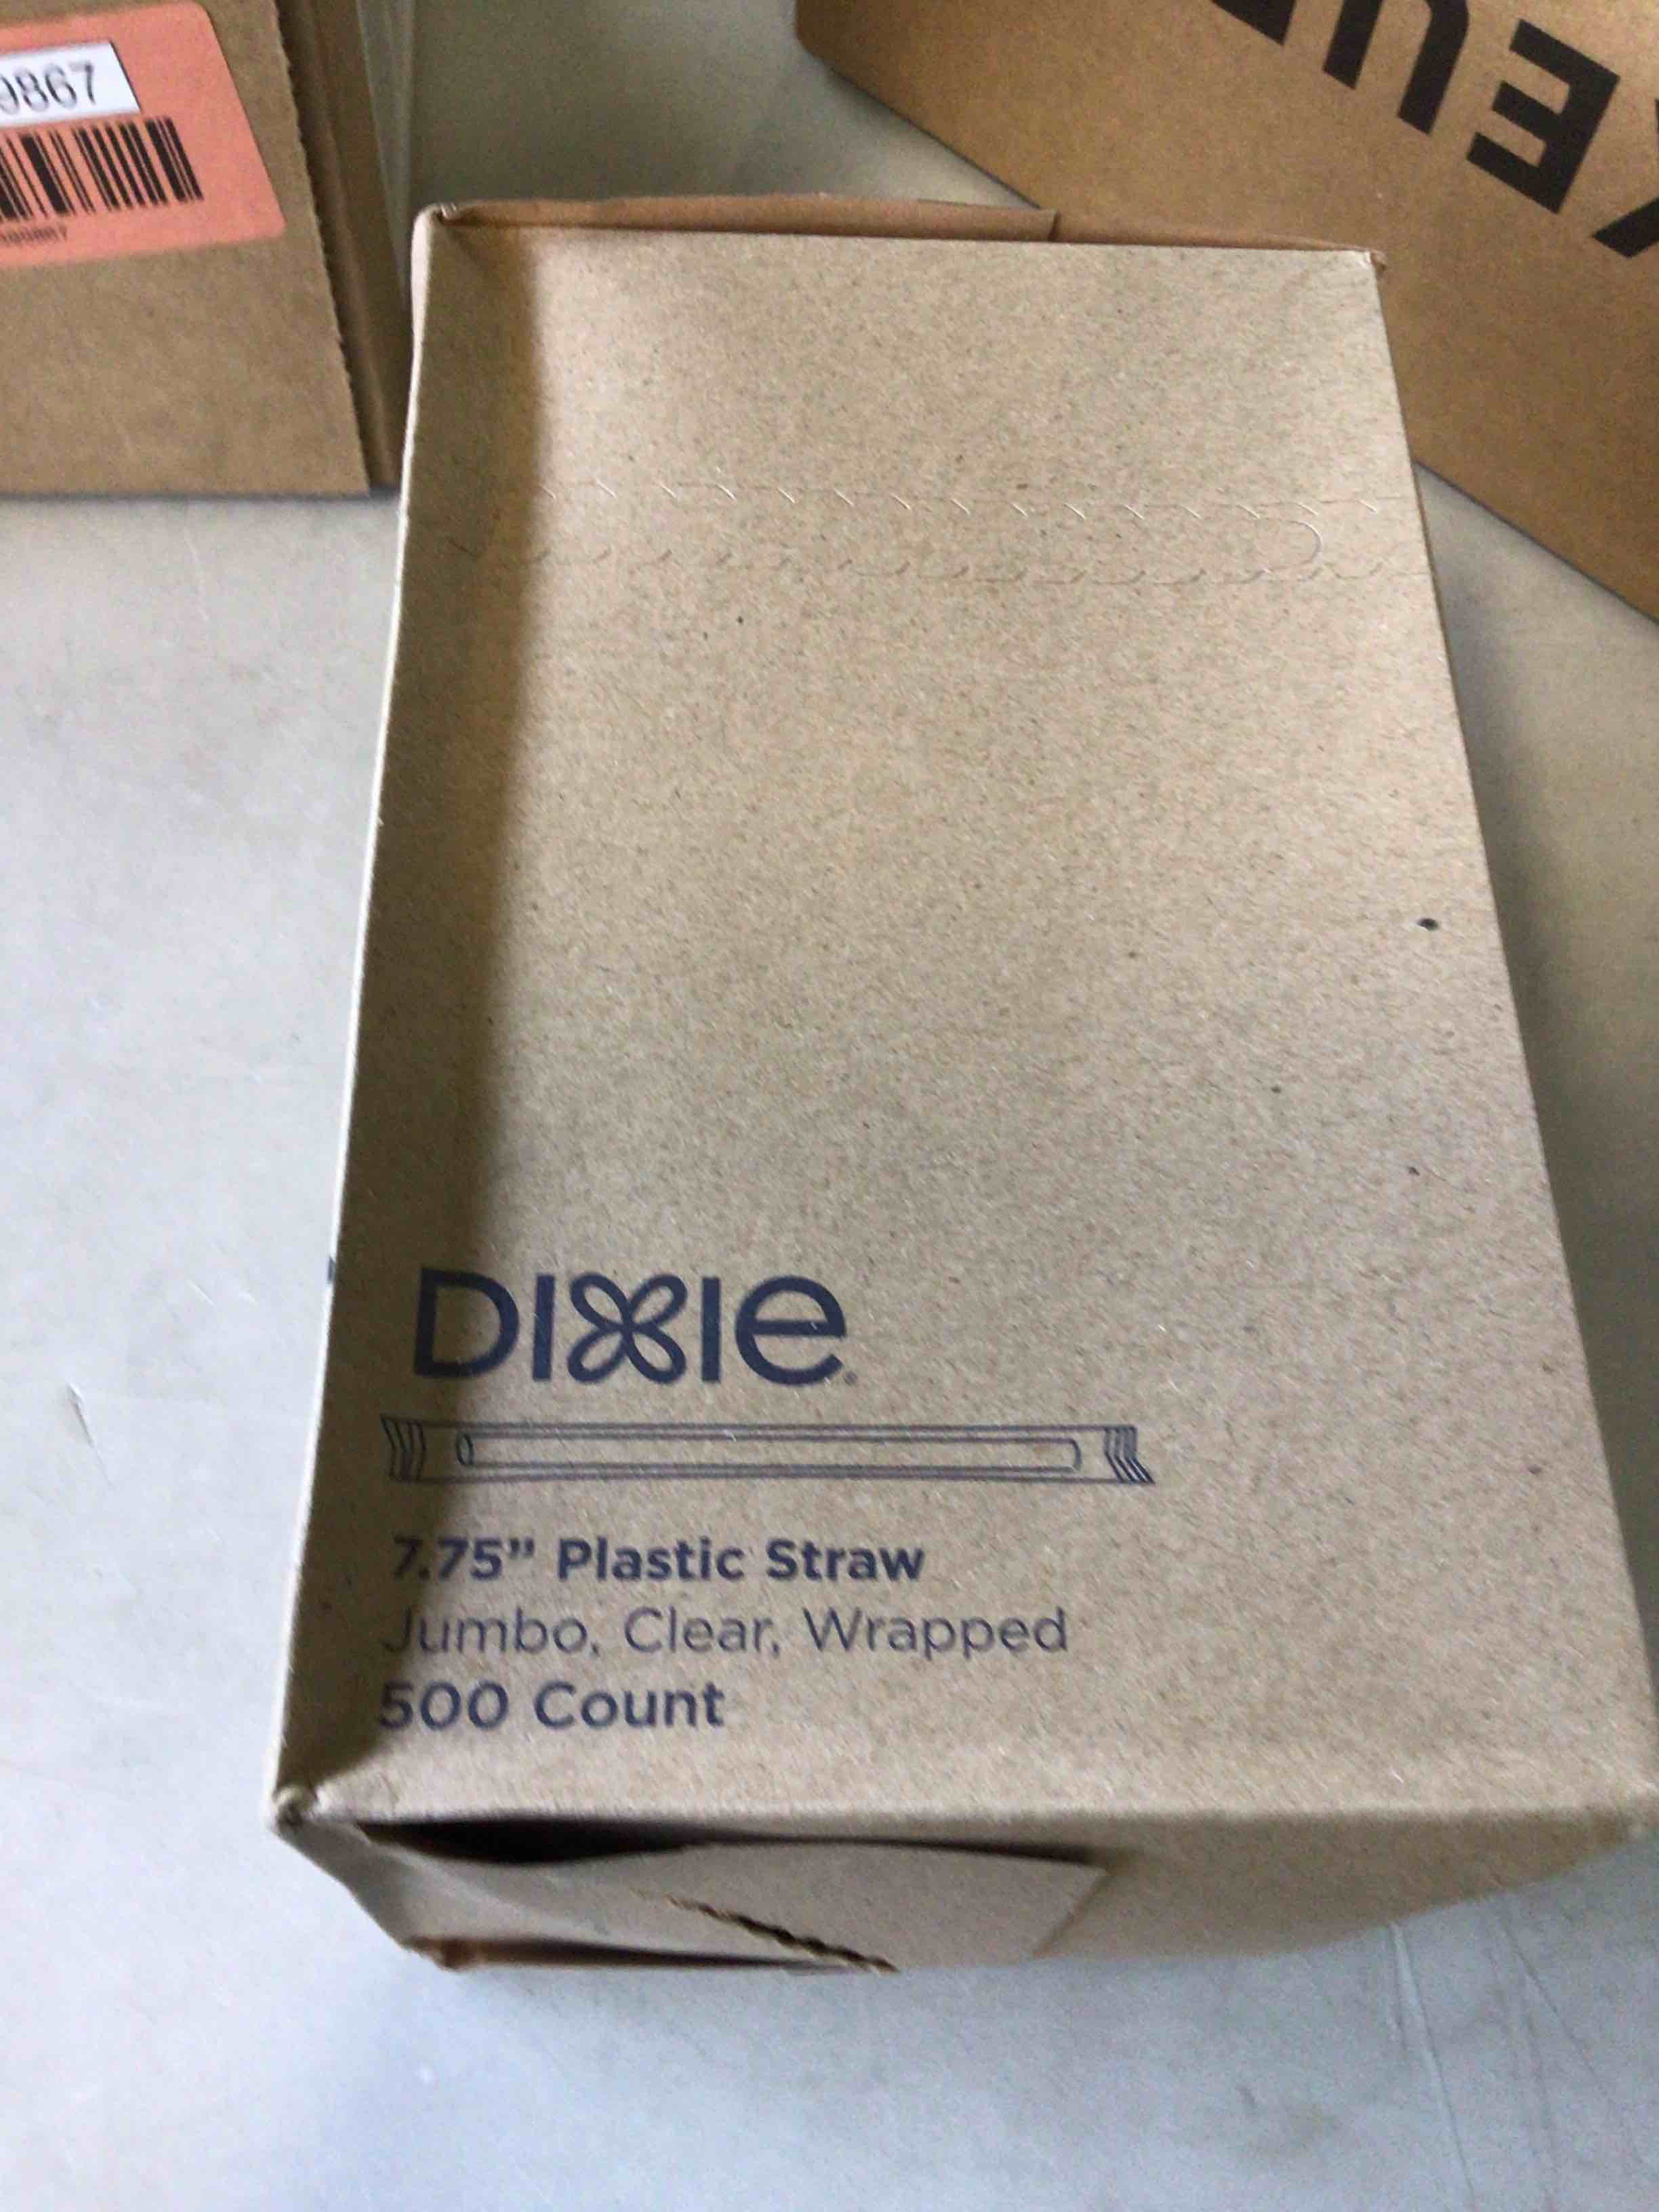 9867
DIXIE
7.75” Plastic Straw
Jumbo, Clear, Wrapped
500 Count